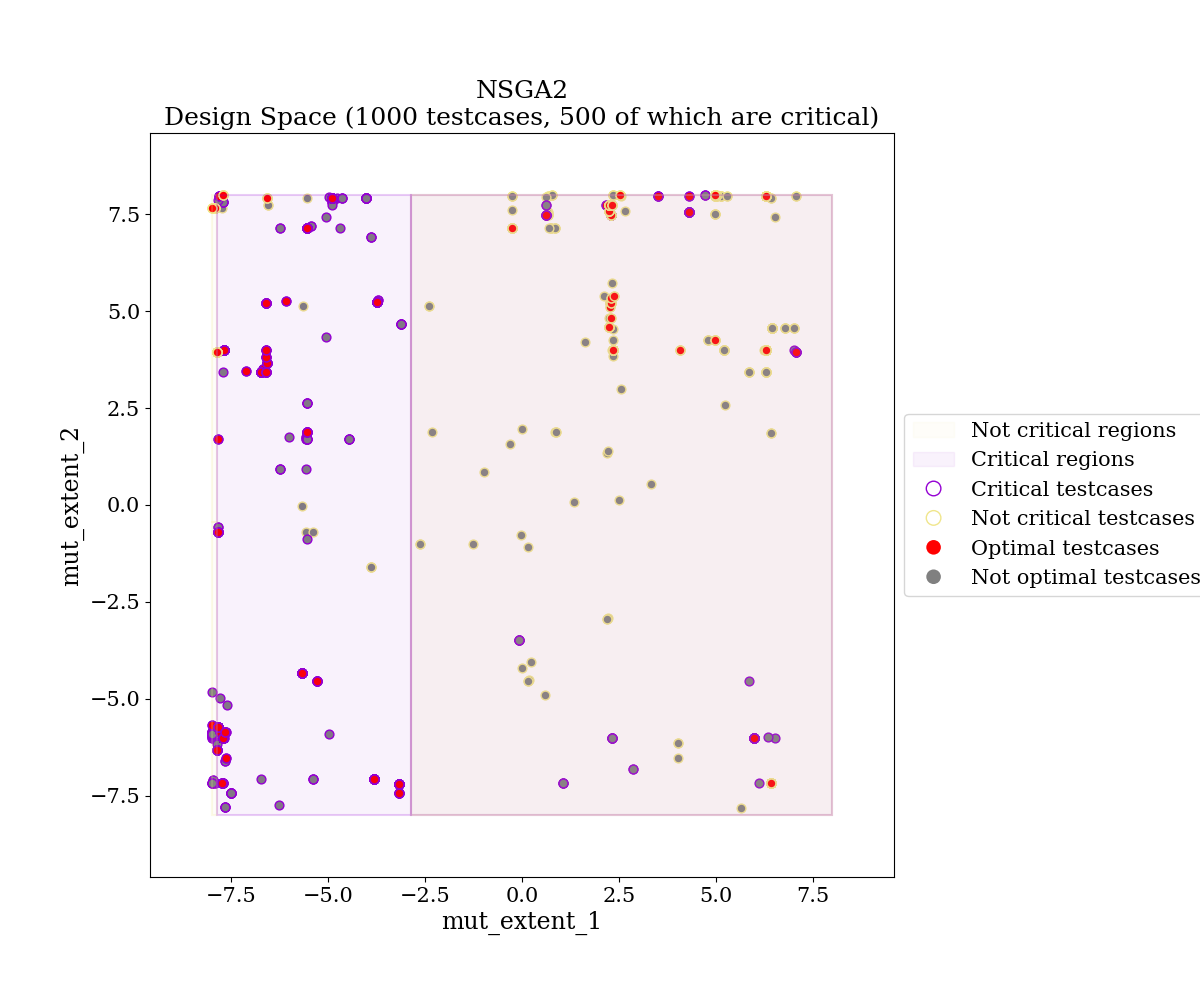 NSGA2
Design Space (1000 testcases, 500 of which are critical)
7.5
5.0
2.5
0.0
−2.5
−5.0
−7.5
mut_extent_2
−7.5
−5.0
−2.5
0.0
2.5
5.0
7.5
mut_extent_1
Not critical regions
Critical regions
Critical testcases
Not critical testcases
Optimal testcases
Not optimal testcases